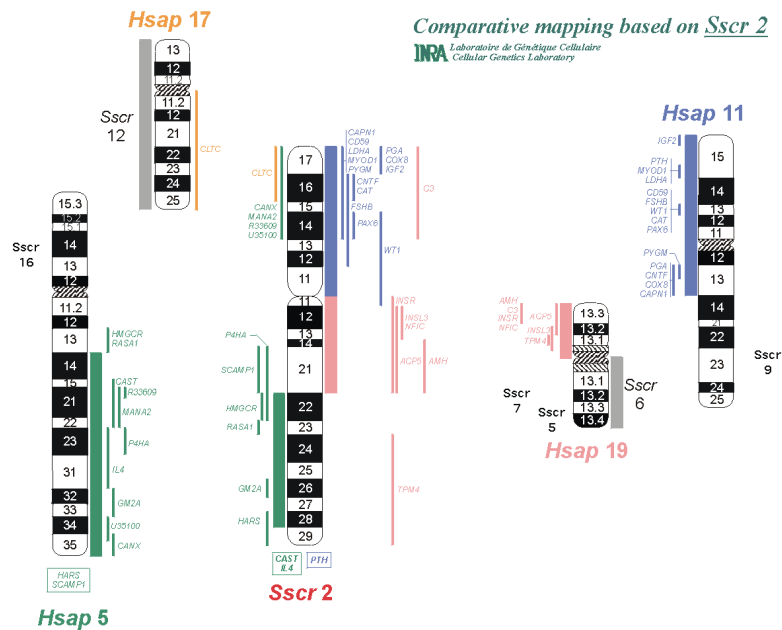 Comparative mapping based on Sscr 2
INRA Laboratoire de Génétique Cellulaire
Cellular Genetics Laboratory
Hsap 17
13
12
11.2
11.2
12
21
22
23
24
25
Sscr
12
CLTC
15.3
15.2
15.1
14
13
12
11.2
12
13
14
15
21
22
23
31
32
33
34
35
Sscr
16
HMGCR
RASA1
CAST
R33609
MANA2
P4HA
IL4
GM2A
U35100
CANX
HARS
SCAMP1
Hsap 5
17
16
15
14
13
12
11
11
12
13
14
21
22
23
24
25
26
27
28
29
CLTC
CANX
MANA2
R33609
U35100
P4HA
SCAMP1
HMGCR
RASA1
GM2A
HARS
CAPN1
CD59
LDHA
MYOD1
PYGM
PGA
COX8
IGF2
CNTF
CAT
FSHB
PAX6
WT1
C3
INSR
INSL3
NFIC
ACP5
AMH
TPM4
CAST
IL4
PTH
Sscr 2
AMH
C3
INSR
NFIC
ACP5
INSL3
TPM4
13.3
13.2
13.1
13.1
13.2
13.3
13.4
Sscr
7
Sscr
5
Sscr
6
Hsap 19
Hsap 11
IGF2
PTH
MYOD1
LDHA
CD59
FSHB
WT1
CAT
PAX6
PYGM
PGA
CNTF
COX8
CAPN1
15
14
13
12
11
12
13
14
21
22
23
24
25
Sscr
9